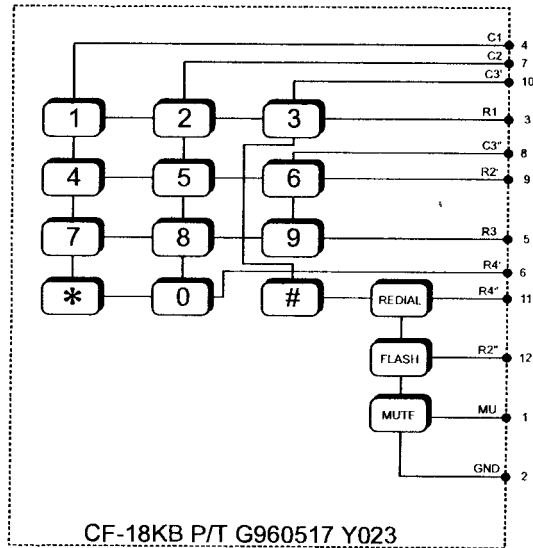 C1 4
C2 7
C3' 10
1 2 3 R1 3
C3" 8
4 5 6 R2' 9
7 8 9 R3 5
R4' 6
* 0 # REDIAL R4" 11
FLASH R2" 12
MUTE MU 1
GND 2
CF-18KB P/T G960517 Y023